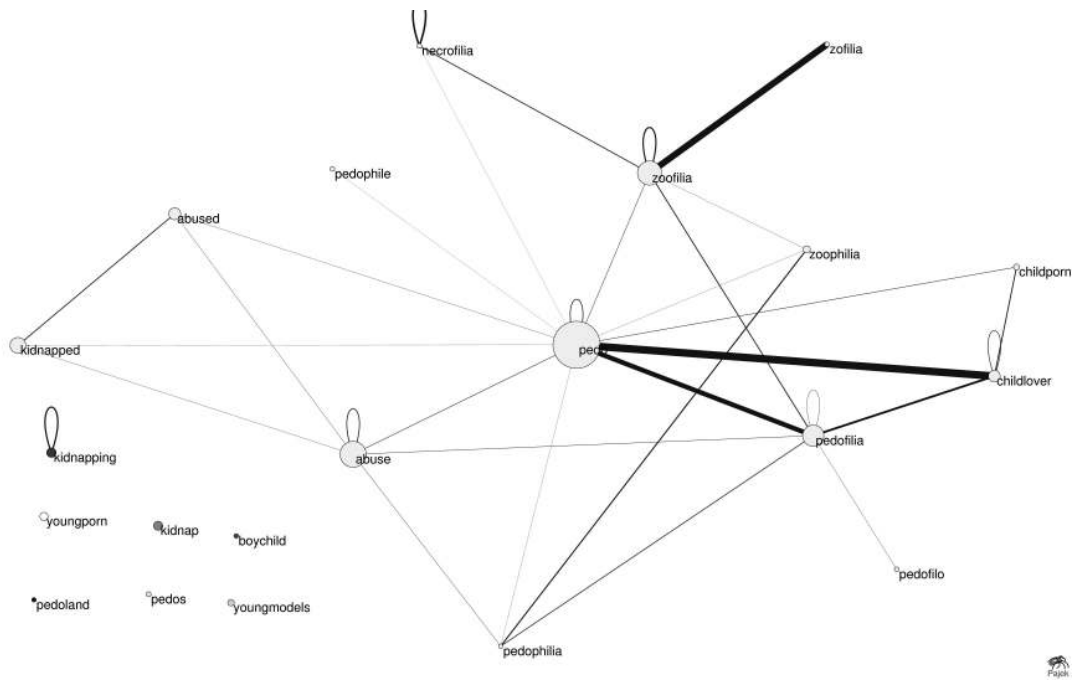 necrofilia
zofilia
pedophile
zoofilia
abused
zoophilia
childporn
kidnapped
pedo
childlover
pedofilia
kidnapping
abuse
youngporn
kidnap
boychild
pedofilo
pedoland
pedos
youngmodels
pedophilia
Pajek